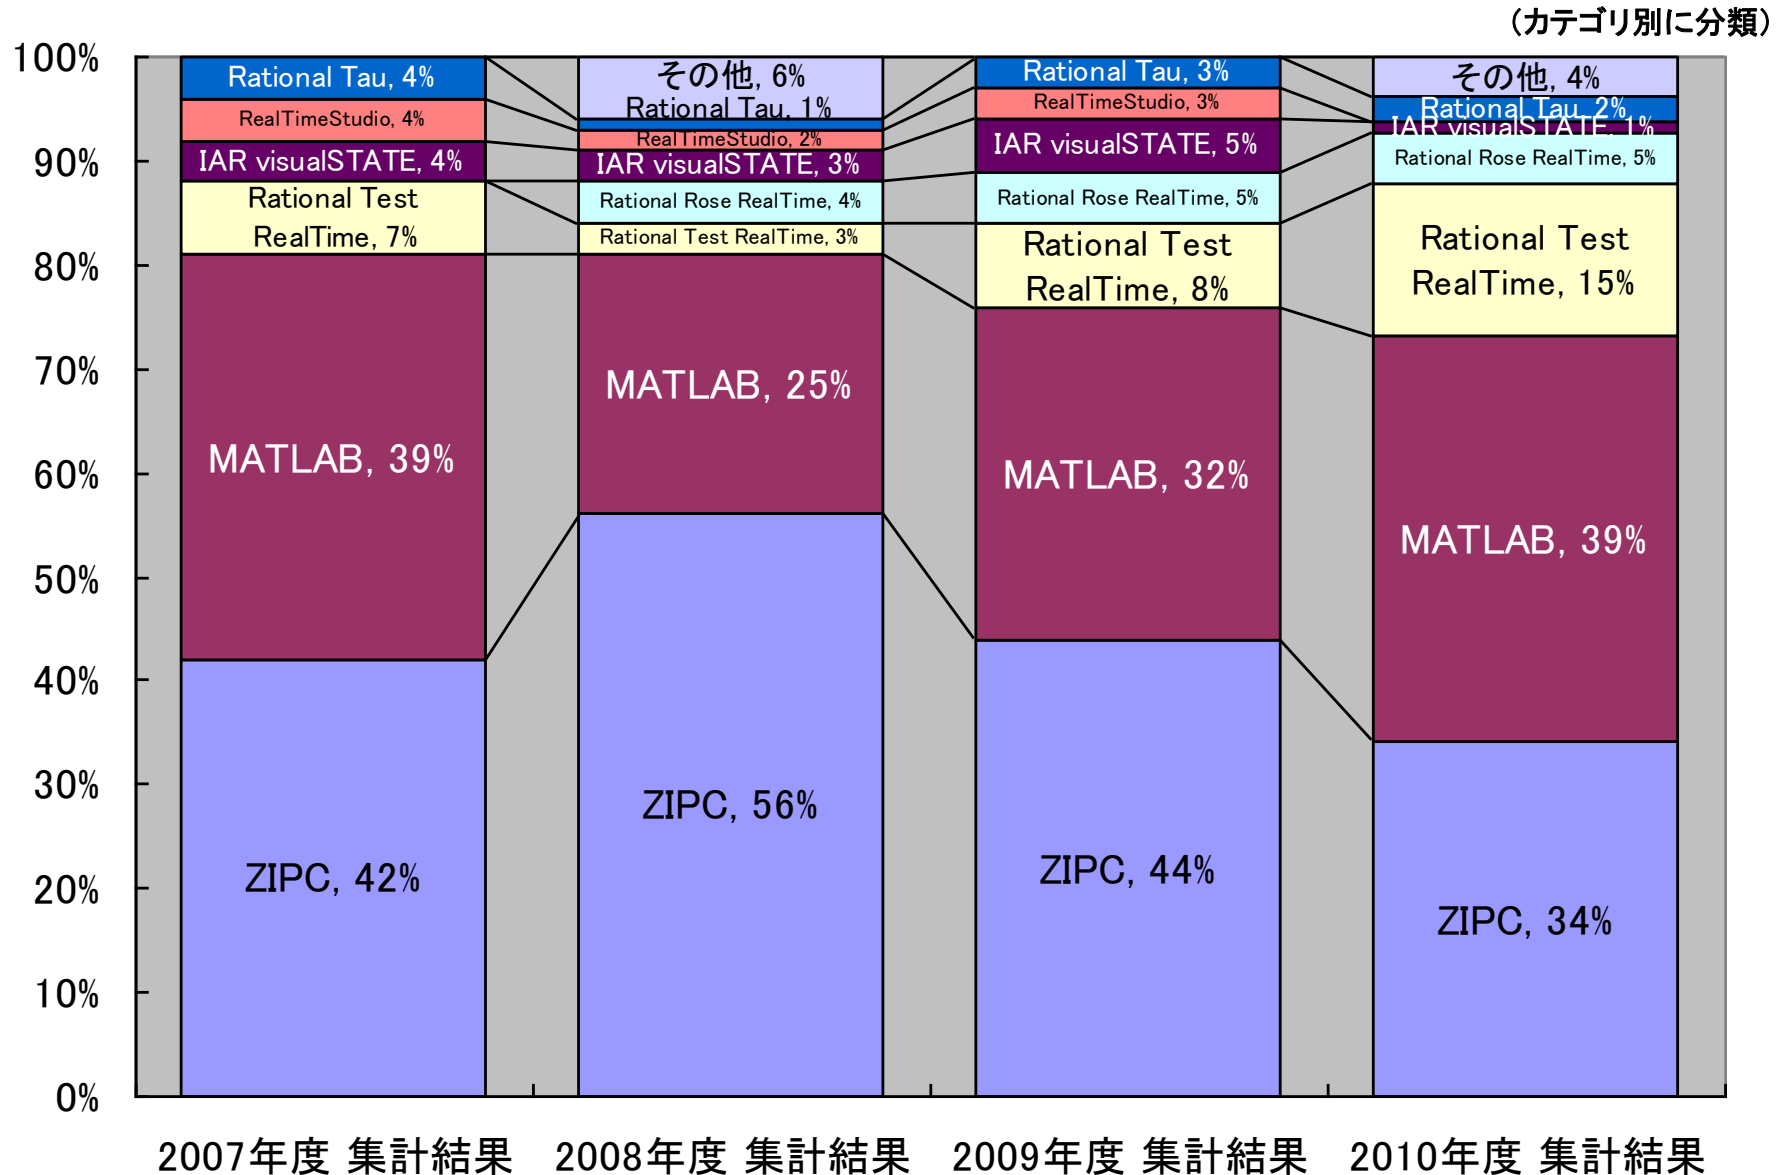 (カテゴリ別に分類)
100%
90%
80%
70%
60%
50%
40%
30%
20%
10%
0%
Rational Tau, 4%
RealTimeStudio, 4%
IAR visualSTATE, 4%
Rational Test
RealTime, 7%
MATLAB, 39%
ZIPC, 42%
その他, 6%
Rational Tau, 1%
RealTimeStudio, 2%
IAR visualSTATE, 3%
Rational Rose RealTime, 4%
Rational Test RealTime, 3%
MATLAB, 25%
ZIPC, 56%
Rational Tau, 3%
RealTimeStudio, 3%
IAR visualSTATE, 5%
Rational Rose RealTime, 5%
Rational Test
RealTime, 8%
MATLAB, 32%
ZIPC, 44%
その他, 4%
Rational Tau, 2%
IAR visualSTATE, 1%
Rational Rose RealTime, 5%
Rational Test
RealTime, 15%
MATLAB, 39%
ZIPC, 34%
2007年度 集計結果
2008年度 集計結果
2009年度 集計結果
2010年度 集計結果